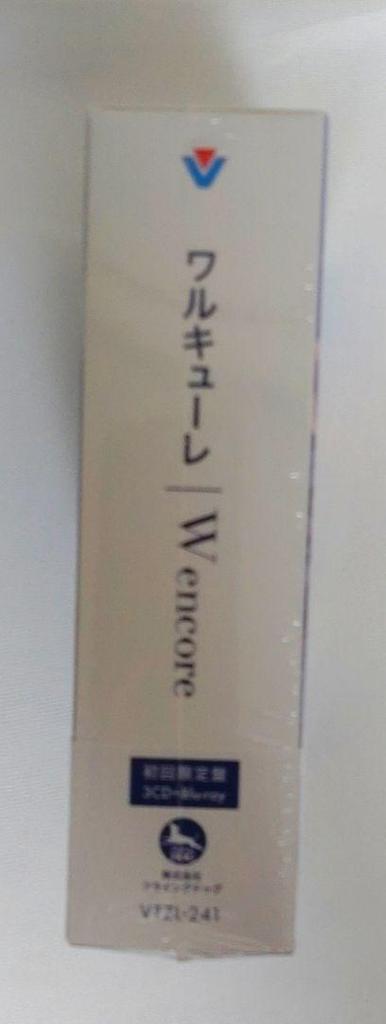 ワルキューレ | W encore
初回限定盤
3CD+Blu-ray
株式会社
フライングドッグ
VTZL-241